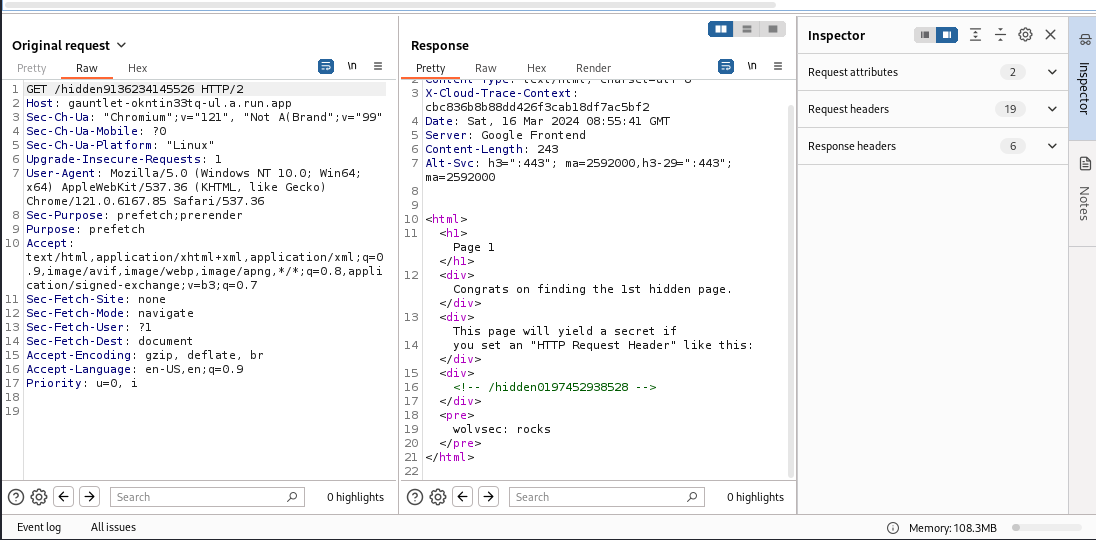 Original request
Pretty Raw Hex
\n
1 GET /hidden9136234145526 HTTP/2
2 Host: gauntlet-okntin33tq-ul.a.run.app
3 Sec-Ch-Ua: "Chromium";v="121", "Not A(Brand";v="99"
4 Sec-Ch-Ua-Mobile: ?0
5 Sec-Ch-Ua-Platform: "Linux"
6 Upgrade-Insecure-Requests: 1
7 User-Agent: Mozilla/5.0 (Windows NT 10.0; Win64;
x64) AppleWebKit/537.36 (KHTML, like Gecko)
Chrome/121.0.6167.85 Safari/537.36
8 Sec-Purpose: prefetch;prerender
9 Purpose: prefetch
10 Accept:
text/html,application/xhtml+xml,application/xml;q=0
.9,image/avif,image/webp,image/apng,*/*;q=0.8,appli
cation/signed-exchange;v=b3;q=0.7
11 Sec-Fetch-Site: none
12 Sec-Fetch-Mode: navigate
13 Sec-Fetch-User: ?1
14 Sec-Fetch-Dest: document
15 Accept-Encoding: gzip, deflate, br
16 Accept-Language: en-US,en;q=0.9
17 Priority: u=0, i
18
19
Search
0 highlights
Response
Pretty Raw Hex Render
\n
2 Content-Type: text/html; charset=utf-8
3 X-Cloud-Trace-Context:
cbc836b8b88dd426f3cab18df7ac5bf2
4 Date: Sat, 16 Mar 2024 08:55:41 GMT
5 Server: Google Frontend
6 Content-Length: 243
7 Alt-Svc: h3=":443"; ma=2592000,h3-29=":443";
ma=2592000
8
9
10 <html>
11 <h1>
Page 1
</h1>
12 <div>
Congrats on finding the 1st hidden page.
</div>
13 <div>
This page will yield a secret if
14 you set an "HTTP Request Header" like this:
</div>
15 <div>
16 <!-- /hidden0197452938528 -->
17 </div>
18 <pre>
19 wolvsec: rocks
20 </pre>
21 </html>
22
Search
0 highlights
Inspector
Request attributes 2
Request headers 19
Response headers 6
Inspector
Notes
Event log All issues
Memory: 108.3MB